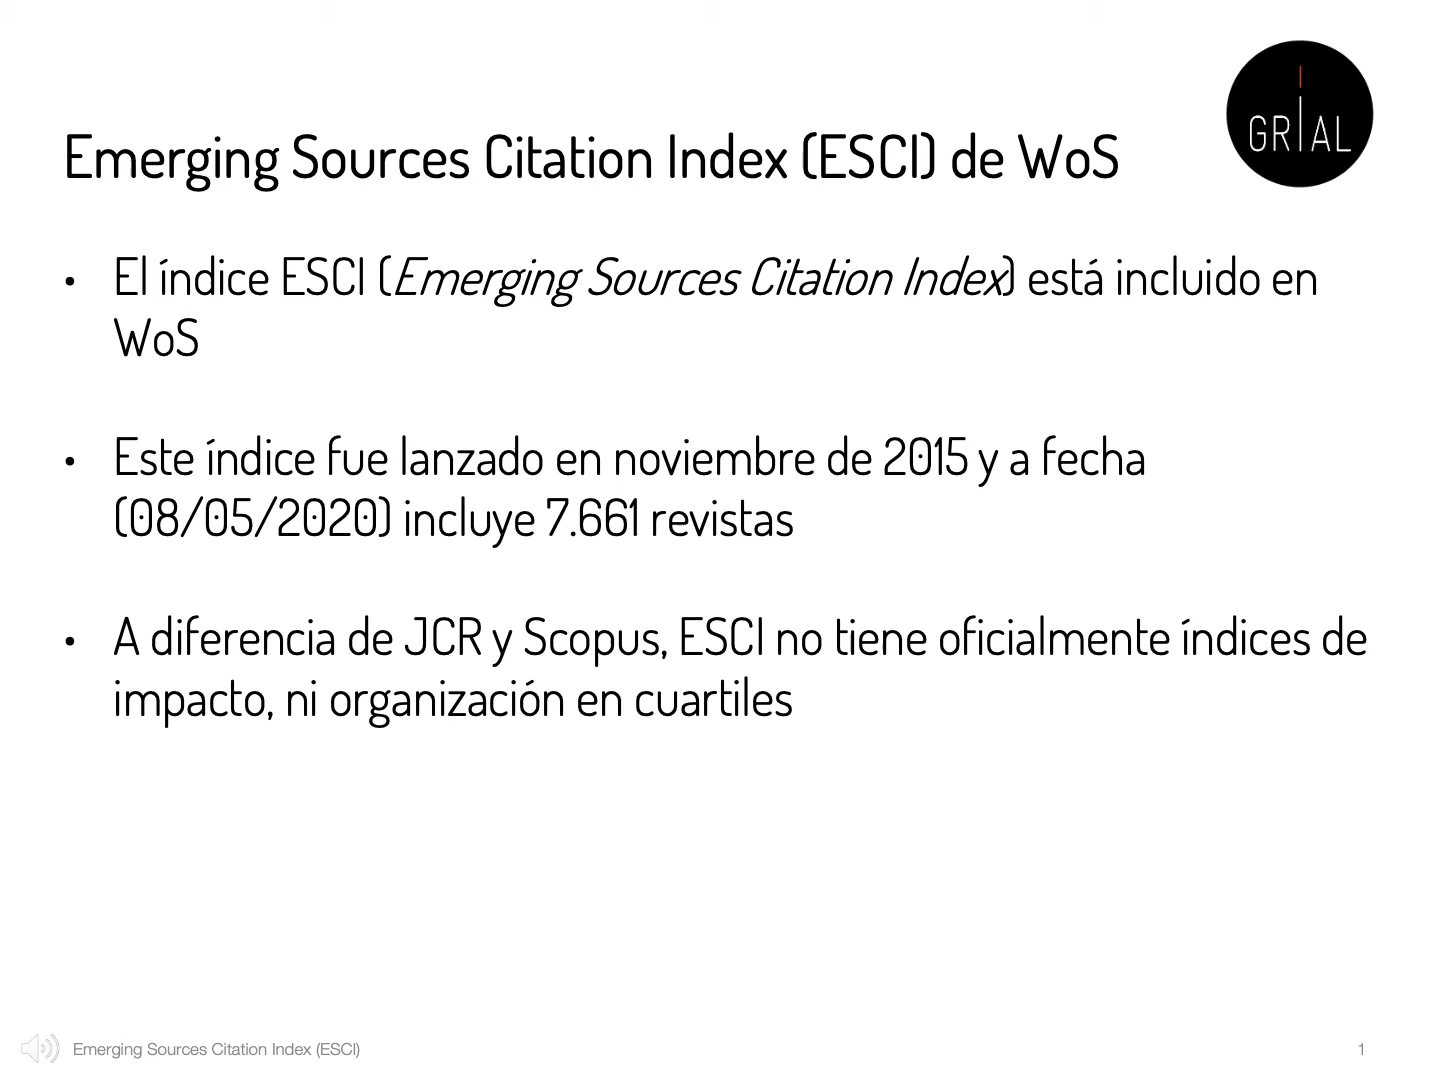 GRIAL
Emerging Sources Citation Index (ESCI) de WoS
• El índice ESCI (Emerging Sources Citation Index) está incluido en
WoS
• Este índice fue lanzado en noviembre de 2015 y a fecha
(08/05/2020) incluye 7.661 revistas
• A diferencia de JCR y Scopus, ESCI no tiene oficialmente índices de
impacto, ni organización en cuartiles
Emerging Sources Citation Index (ESCI)
1